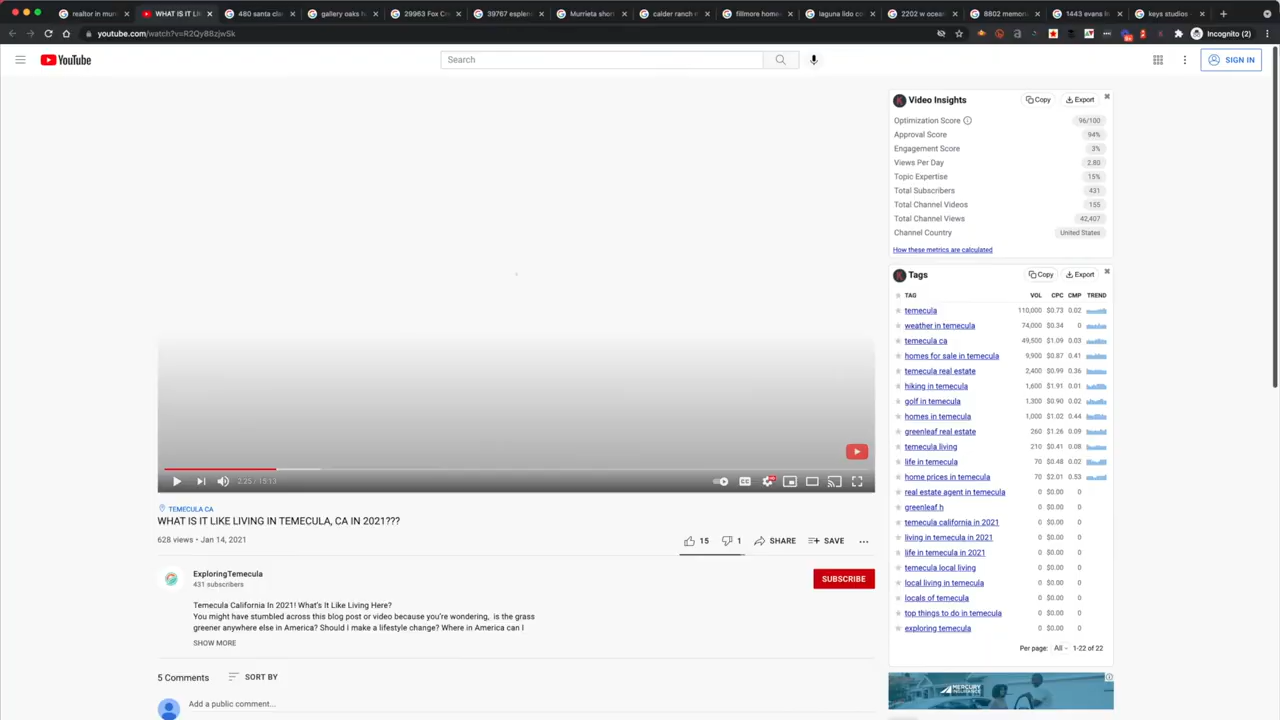 realtor in mur
WHAT IS IT LI
480 santa cla
gallery oaks f
29963 Fox Cre
39767 esplen
Murrieta short
calder ranch m
fillmore home
laguna lido co
2202 w ocean
8802 memor
1443 evans l
keys studios -
youtube.com/watch?v=R2Qy88zjwSk
Incognito (2)
YouTube
Search
SIGN IN
Video Insights
Copy
Export
Optimization Score 96/100
Approval Score 94%
Engagement Score 3%
Views Per Day 2.80
Topic Expertise 15%
Total Subscribers 431
Total Channel Videos 155
Total Channel Views 42,407
Channel Country United States
How these metrics are calculated
Tags
Copy
Export
TAG VOL CPC CMP TREND
temecula 110,000 $0.73 0.02
weather in temecula 74,000 $0.34 0
temecula ca 49,500 $1.09 0.03
homes for sale in temecula 9,900 $0.87 0.41
temecula real estate 2,400 $0.99 0.36
hiking in temecula 1,600 $1.91 0.01
golf in temecula 1,300 $0.90 0.02
homes in temecula 1,000 $1.02 0.44
greenleaf real estate 260 $1.26 0.09
temecula living 210 $0.41 0.08
life in temecula 70 $0.48 0.02
home prices in temecula 70 $2.01 0.53
real estate agent in temecula 0 $0.00 0
greenleaf h 0 $0.00 0
temecula california in 2021 0 $0.00 0
living in temecula in 2021 0 $0.00 0
life in temecula in 2021 0 $0.00 0
temecula local living 0 $0.00 0
local living in temecula 0 $0.00 0
locals of temecula 0 $0.00 0
top things to do in temecula 0 $0.00 0
exploring temecula 0 $0.00 0
Per page: All 1-22 of 22
MERCURY
INSURANCE
2:25 / 15:13
TEMECULA CA
WHAT IS IT LIKE LIVING IN TEMECULA, CA IN 2021???
628 views • Jan 14, 2021
15
1
SHARE
SAVE
ExploringTemecula
431 subscribers
SUBSCRIBE
Temecula California In 2021! What's It Like Living Here?
You might have stumbled across this blog post or video because you're wondering, is the grass
greener anywhere else in America? Should I make a lifestyle change? Where in America can I
SHOW MORE
5 Comments
SORT BY
Add a public comment...